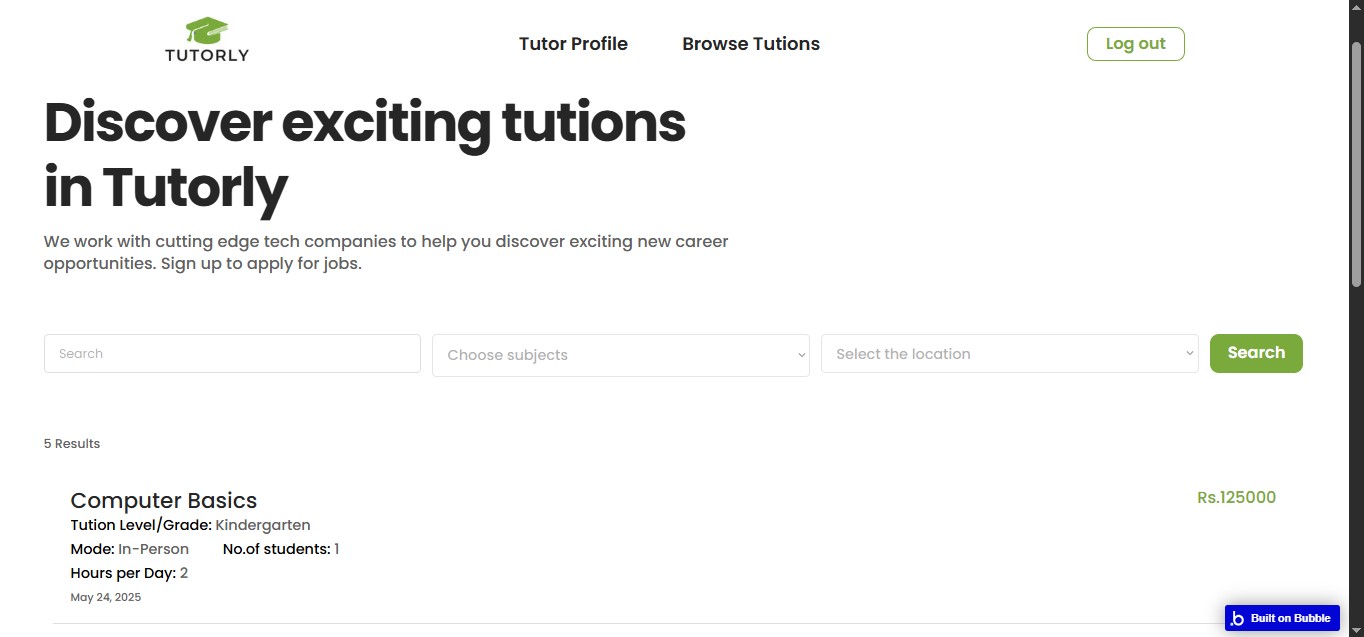 TUTORLY
Tutor Profile
Browse Tutions
Log out
Discover exciting tutions
in Tutorly
We work with cutting edge tech companies to help you discover exciting new career
opportunities. Sign up to apply for jobs.
Search
Choose subjects
Select the location
Search
5 Results
Computer Basics
Rs.125000
Tution Level/Grade: Kindergarten
Mode: In-Person No.of students: 1
Hours per Day: 2
May 24, 2025
b Built on Bubble